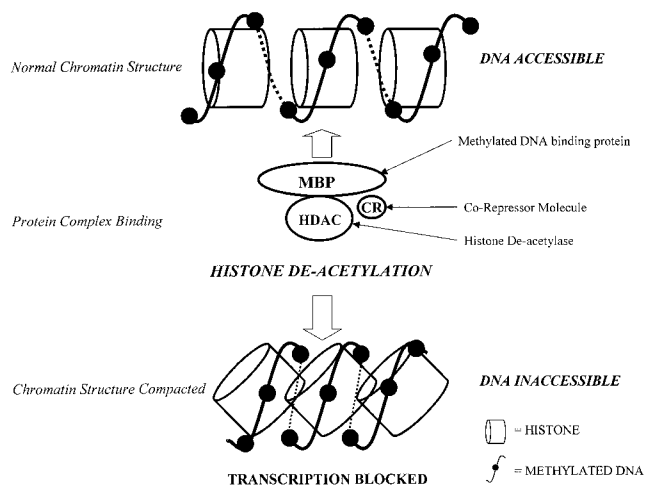 Normal Chromatin Structure
DNA ACCESSIBLE
Methylated DNA binding protein
MBP
CR
Co-Repressor Molecule
Protein Complex Binding
HDAC
Histone De-acetylase
HISTONE DE-ACETYLATION
Chromatin Structure Compacted
DNA INACCESSIBLE
= HISTONE
= METHYLATED DNA
TRANSCRIPTION BLOCKED